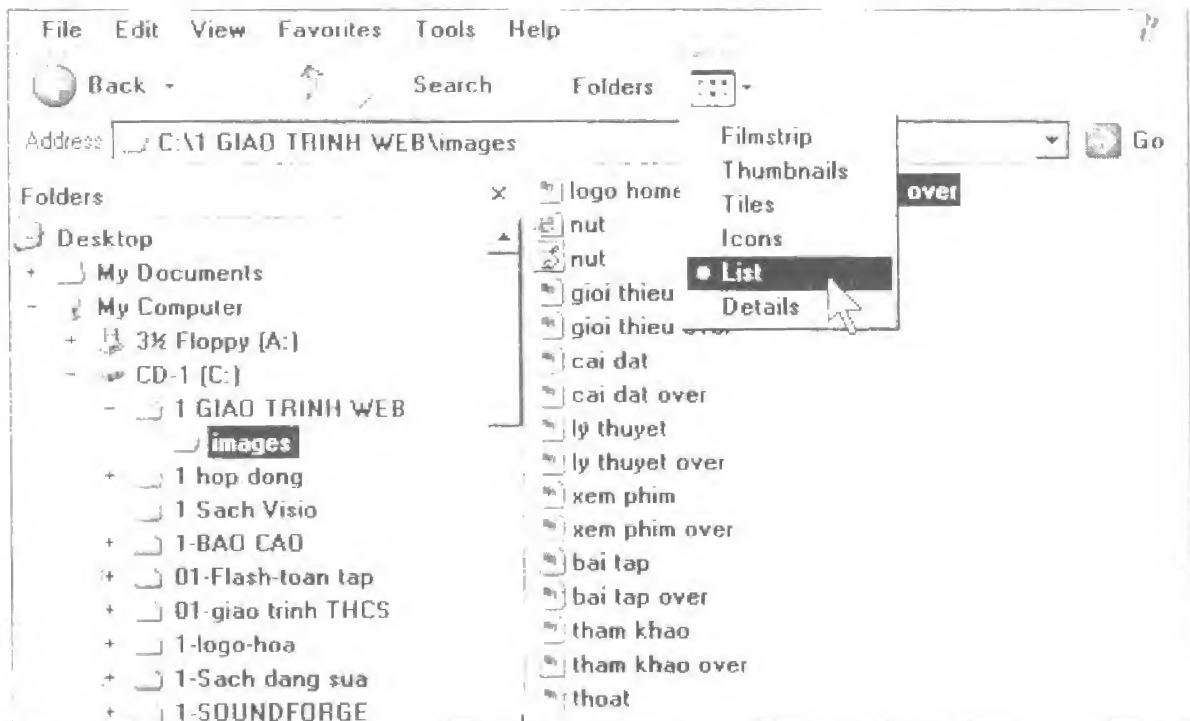 File Edit View Favorites Tools Help
Back Search Folders
Address C:\1 GIAO TRINH WEB\images Go
Folders
Desktop
My Documents
My Computer
3½ Floppy (A:)
CD-1 (C:)
1 GIAO TRINH WEB
images
1 hop dong
1 Sach Visio
1-BAO CAO
01-Flash-toan tap
01-giao trinh THCS
1-logo-hoa
1-Sach dang sua
1-SOUNDFORGE
logo home
nut
nut
gioi thieu
gioi thieu over
cai dat
cai dat over
ly thuyet
ly thuyet over
xem phim
xem phim over
bai tap
bai tap over
tham khao
tham khao over
thoat
over
Filmstrip
Thumbnails
Tiles
Icons
List
Details